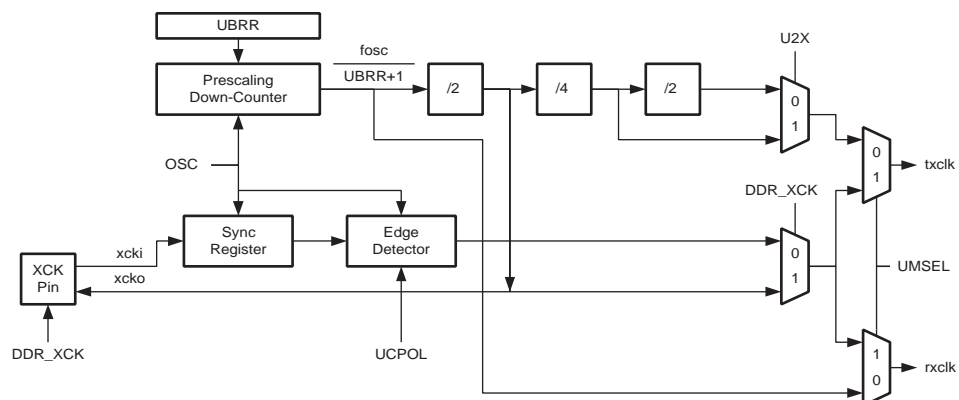 UBRR
fosc
U2X
Prescaling
Down-Counter
UBRR+1
/2
/4
/2
0
1
OSC
0
1
txclk
DDR_XCK
Sync
Register
Edge
Detector
xcki
0
1
XCK
Pin
xcko
UMSEL
DDR_XCK
UCPOL
1
0
rxclk